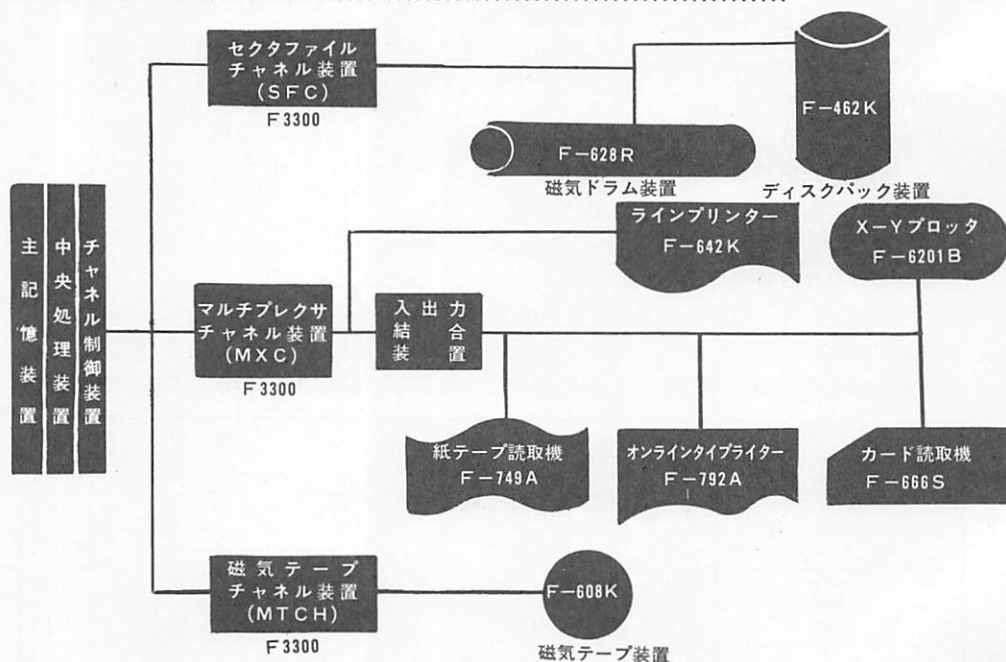 セクタファイル
チャネル装置
(SFC)
F3300
F-462K
F-628R
磁気ドラム装置
ディスクパック装置
ラインプリンター
F-642K
X-Yプロッタ
F-6201B
主記憶装置
中央処理装置
チャネル制御装置
マルチプレクサ
チャネル装置
(MXC)
F3300
入出力
結合
装置
紙テープ読取機
F-749A
オンラインタイプライター
F-792A
カード読取機
F-666S
磁気テープ
チャネル装置
(MTCH)
F3300
F-608K
磁気テープ装置